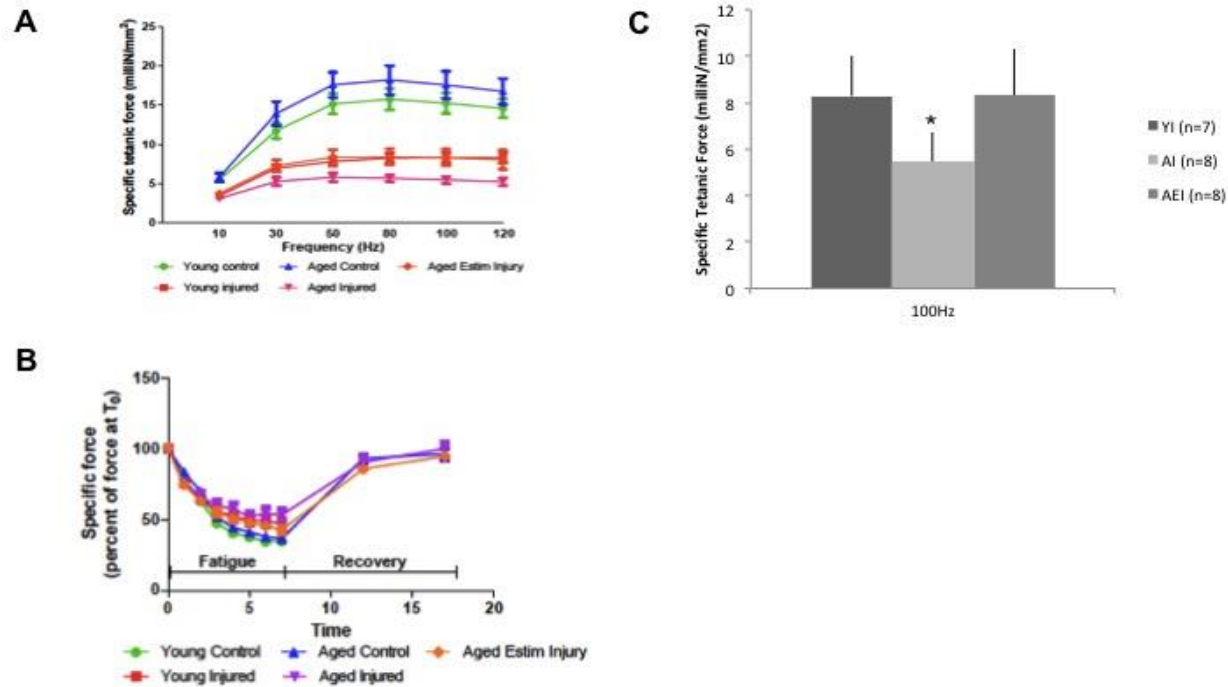 A
Specific tetanic force (milliN/mm²)
25
20
15
10
5
0
10 30 50 80 100 120
Frequency (Hz)
Young control Aged Control Aged Estim Injury
Young injured Aged Injured
C
Specific Tetanic Force (milliN/mm2)
12
10
8
6
4
2
0
*
100Hz
YI (n=7)
AI (n=8)
AEI (n=8)
B
Specific force
(percent of force at T₀)
150
100
50
0
Fatigue Recovery
0 5 10 15 20
Time
Young Control Aged Control Aged Estim Injury
Young Injured Aged Injured